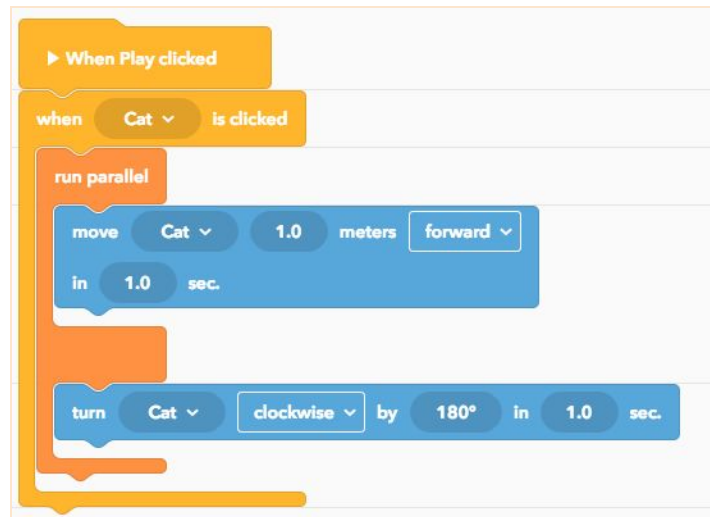 When Play clicked
when Cat is clicked
run parallel
move Cat 1.0 meters forward
in 1.0 sec.
turn Cat clockwise by 180° in 1.0 sec.